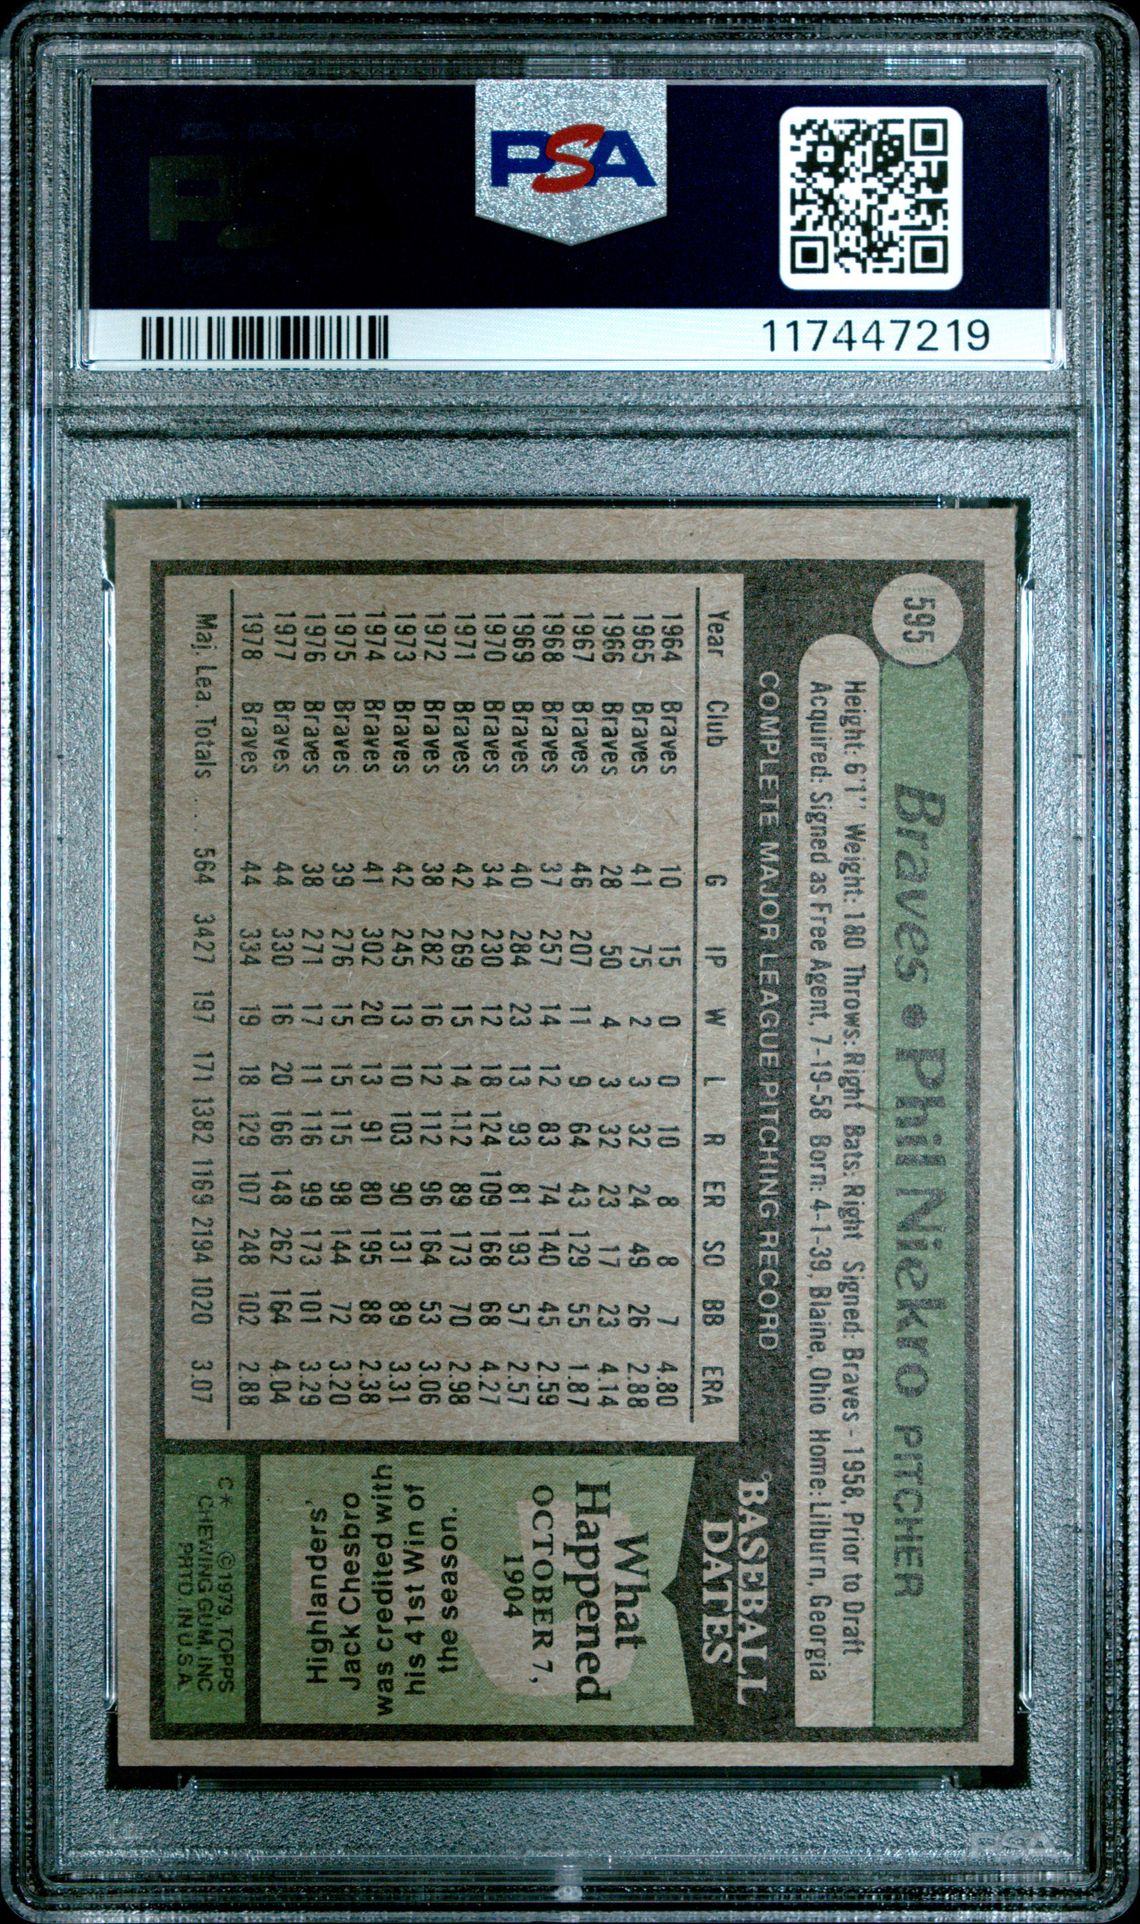 PSA
117447219
595
Braves • Phil Niekro PITCHER
Height: 6'1" Weight: 180 Throws: Right Bats: Right Signed: Braves - 1958, Prior to Draft
Acquired: Signed as Free Agent, 7-19-58 Born: 4-1-39, Blaine, Ohio Home: Lilburn, Georgia
COMPLETE MAJOR LEAGUE PITCHING RECORD
Year Club G IP W L R ER SO BB ERA
1964 Braves 10 15 0 0 10 8 8 7 4.80
1965 Braves 41 75 2 3 32 24 49 26 2.88
1966 Braves 28 50 4 3 32 23 17 23 4.14
1967 Braves 46 207 11 9 64 43 129 55 1.87
1968 Braves 37 257 14 12 83 74 140 45 2.59
1969 Braves 40 284 23 13 93 81 193 57 2.57
1970 Braves 34 230 12 18 124 109 168 68 4.27
1971 Braves 42 269 15 14 112 89 173 70 2.98
1972 Braves 38 282 16 12 112 96 164 53 3.06
1973 Braves 42 245 13 10 103 90 131 89 3.31
1974 Braves 41 302 20 13 91 80 195 88 2.38
1975 Braves 39 276 15 15 115 98 144 72 3.20
1976 Braves 38 271 17 11 116 99 173 101 3.29
1977 Braves 44 330 16 20 166 148 262 164 4.04
1978 Braves 44 334 19 18 129 107 248 102 2.88
Maj. Lea. Totals . . 564 3427 197 171 1382 1169 2194 1020 3.07
BASEBALL
DATES
What
Happened
OCTOBER 7,
1904
Highlanders'
Jack Chesbro
was credited with
his 41st Win of
the season.
C* ©1979, TOPPS
CHEWING GUM, INC
PRTD. IN U.S.A.
PSA